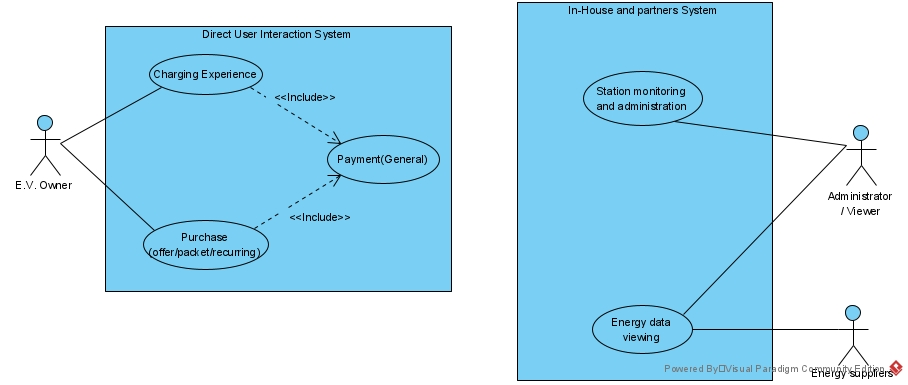 Direct User Interaction System
Charging Experience
<<Include>>
Payment(General)
E.V. Owner
<<Include>>
Purchase
(offer/packet/recurring)
In-House and partners System
Station monitoring
and administration
Administrator
/ Viewer
Energy data
viewing
Powered By Visual Paradigm Community Edition
Energy suppliers